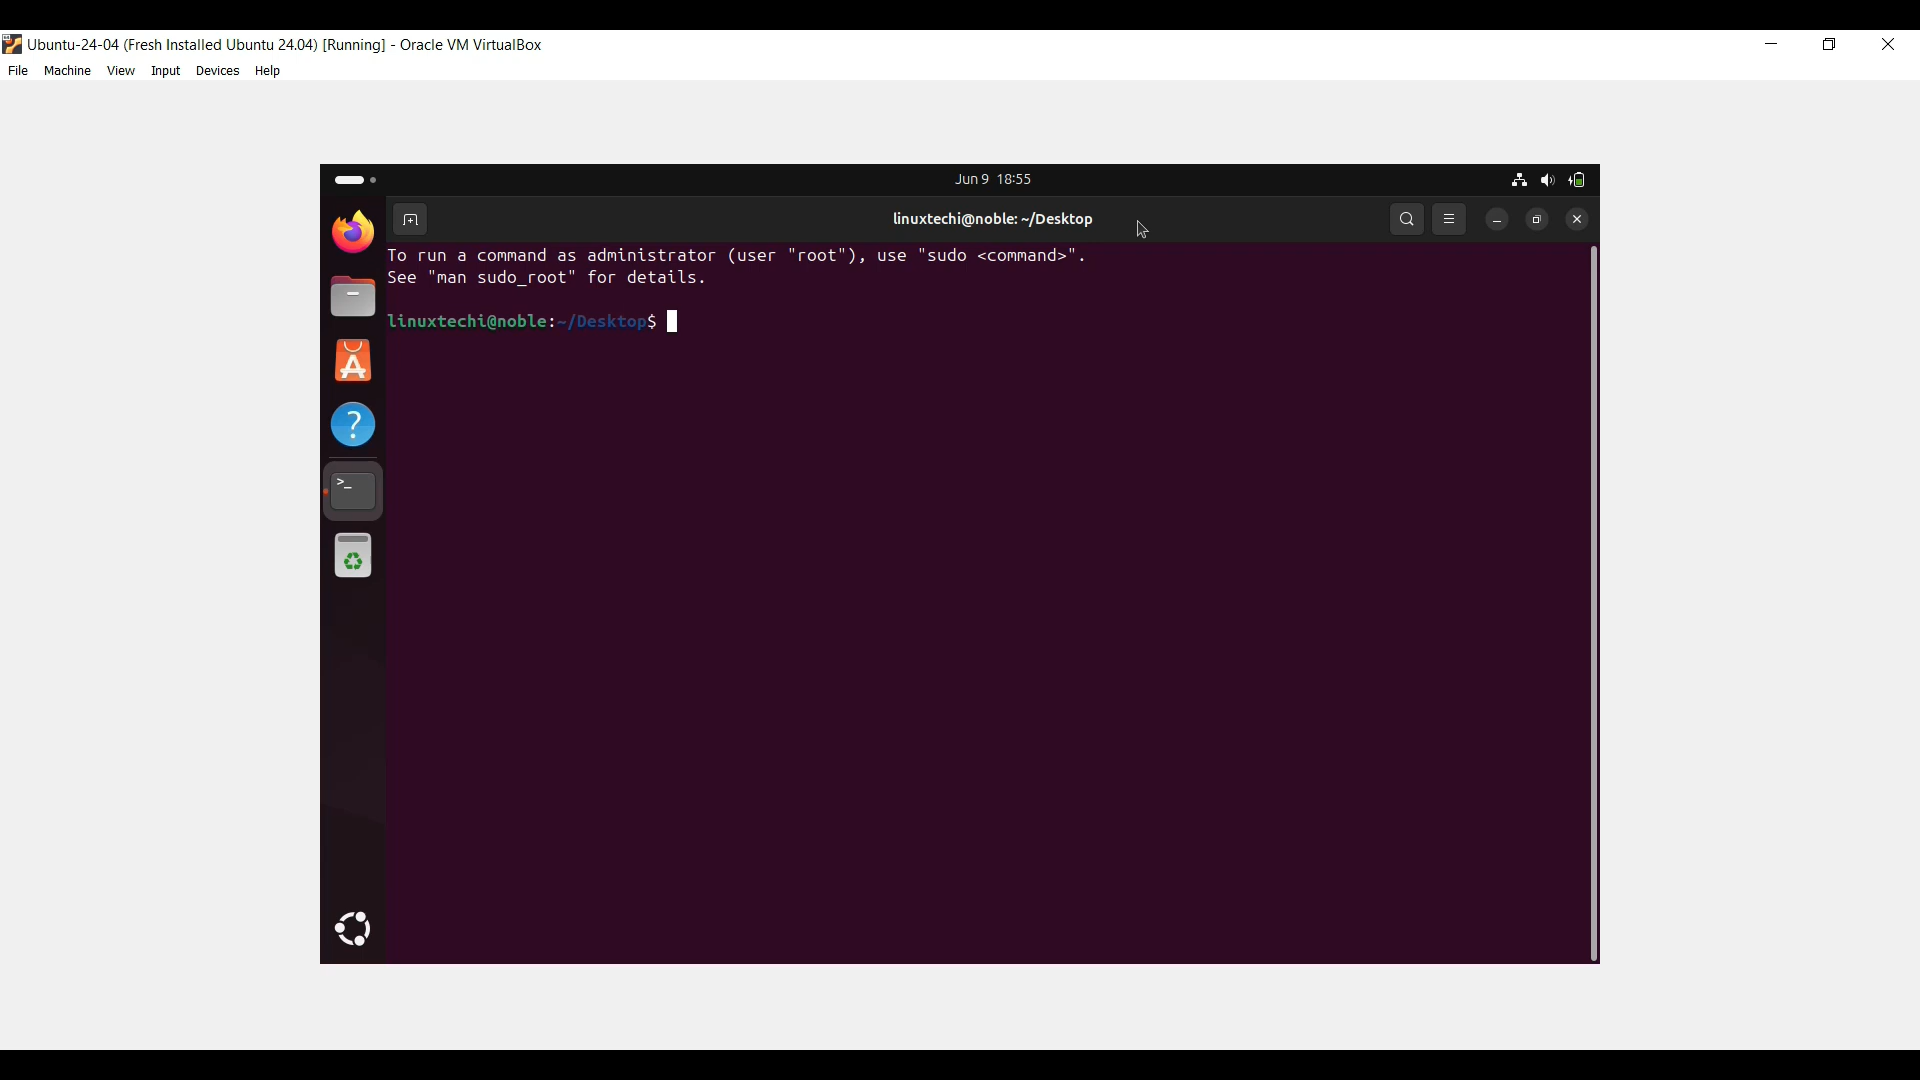 Ubuntu-24-04 (Fresh Installed Ubuntu 24.04) [Running] - Oracle VM VirtualBox
File Machine View Input Devices Help
Jun 9 18:55
linuxtechi@noble: ~/Desktop
To run a command as administrator (user "root"), use "sudo <command>".
See "man sudo_root" for details.
linuxtechi@noble:~/Desktop$